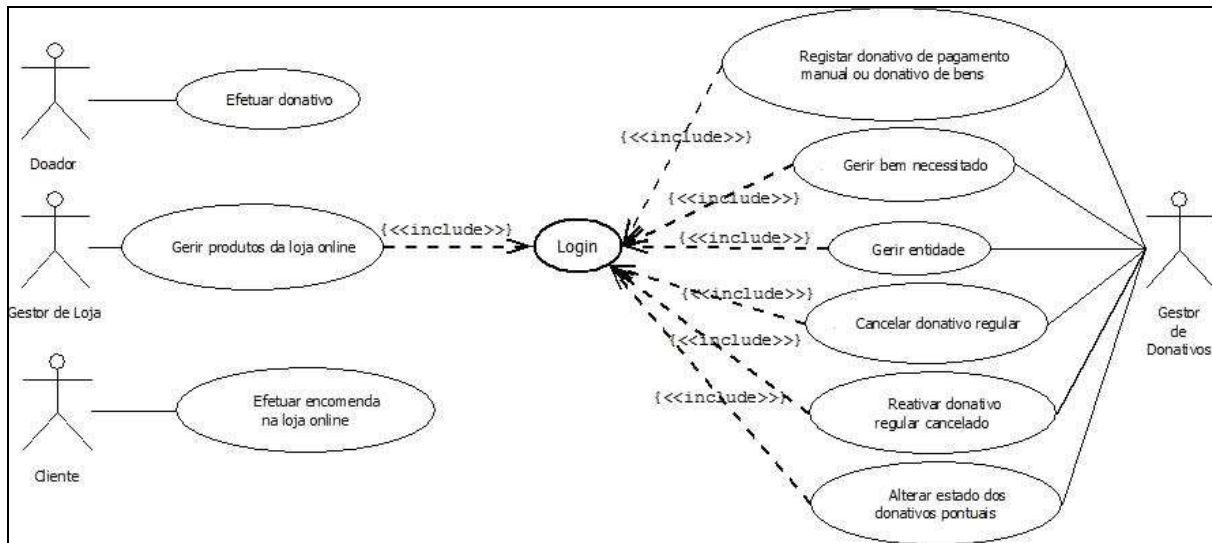 Registar donativo de pagamento
manual ou donativo de bens
Efetuar donativo
{<<include>>}
Doador
Gerir bem necessitado
{<<include>>}
Gerir produtos da loja online
{<<include>>}
Login
{<<include>>}
Gerir entidade
Gestor de Loja
{<<include>>}
Cancelar donativo regular
Gestor
de
Donativos
{<<include>>}
Efetuar encomenda
na loja online
{<<include>>}
Reativar donativo
regular cancelado
Cliente
Alterar estado dos
donativos pontuais